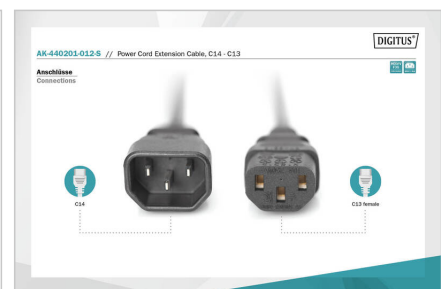 DIGITUS®
AK-440201-012-S // Power Cord Extension Cable, C14 - C13
Anschlüsse
Connections
C14
C13 female